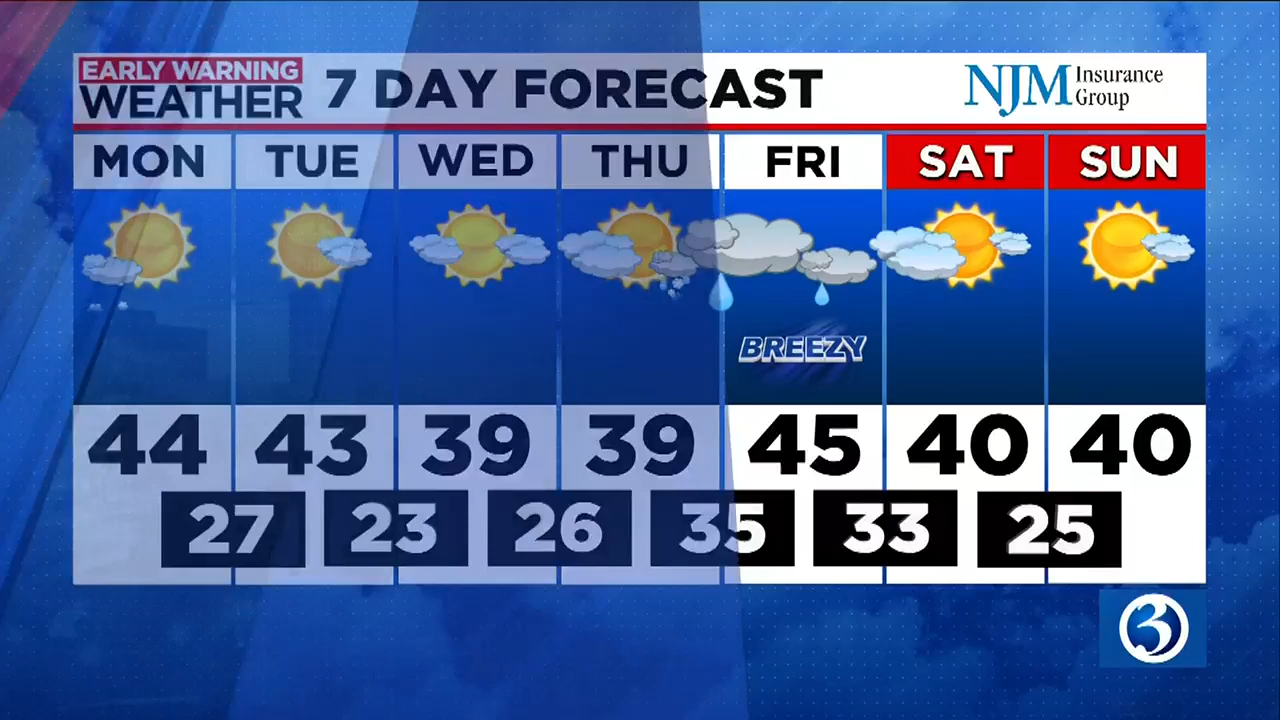 EARLY WARNING
WEATHER
7 DAY FORECAST
NJM Insurance
Group
MON TUE WED THU FRI SAT SUN
BREEZY
44 43 39 39 45 40 40
27 23 26 35 33 25
3